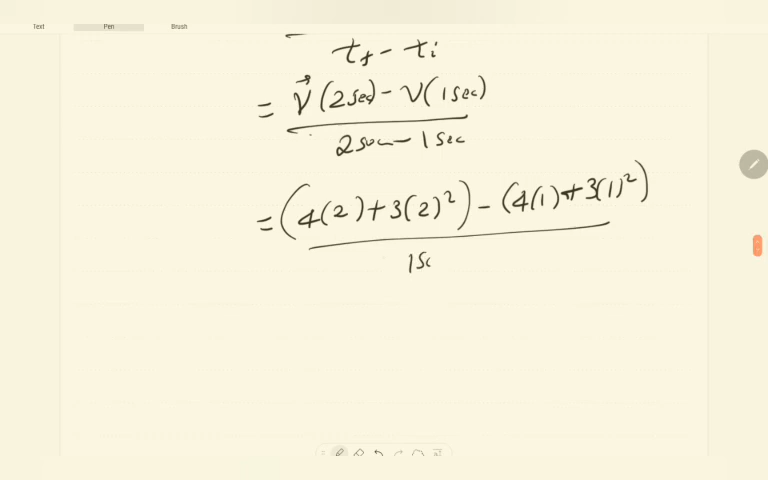 Text Pen Brush
t_f - t_i
= v⃗(2sec) - v(1sec)
2sec - 1sec
= (4(2)+3(2)²) - (4(1)+3(1)²)
1sc